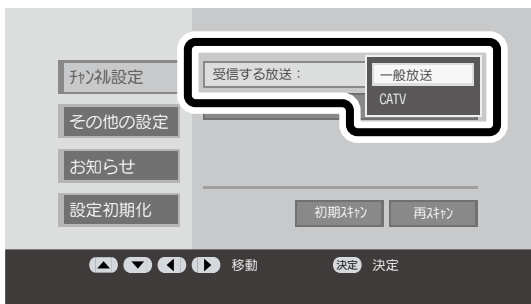 ﾁｬﾝﾈﾙ設定
受信する放送：
一般放送
CATV
その他の設定
お知らせ
設定初期化
初期ｽｷｬﾝ
再ｽｷｬﾝ
移動
決定 決定